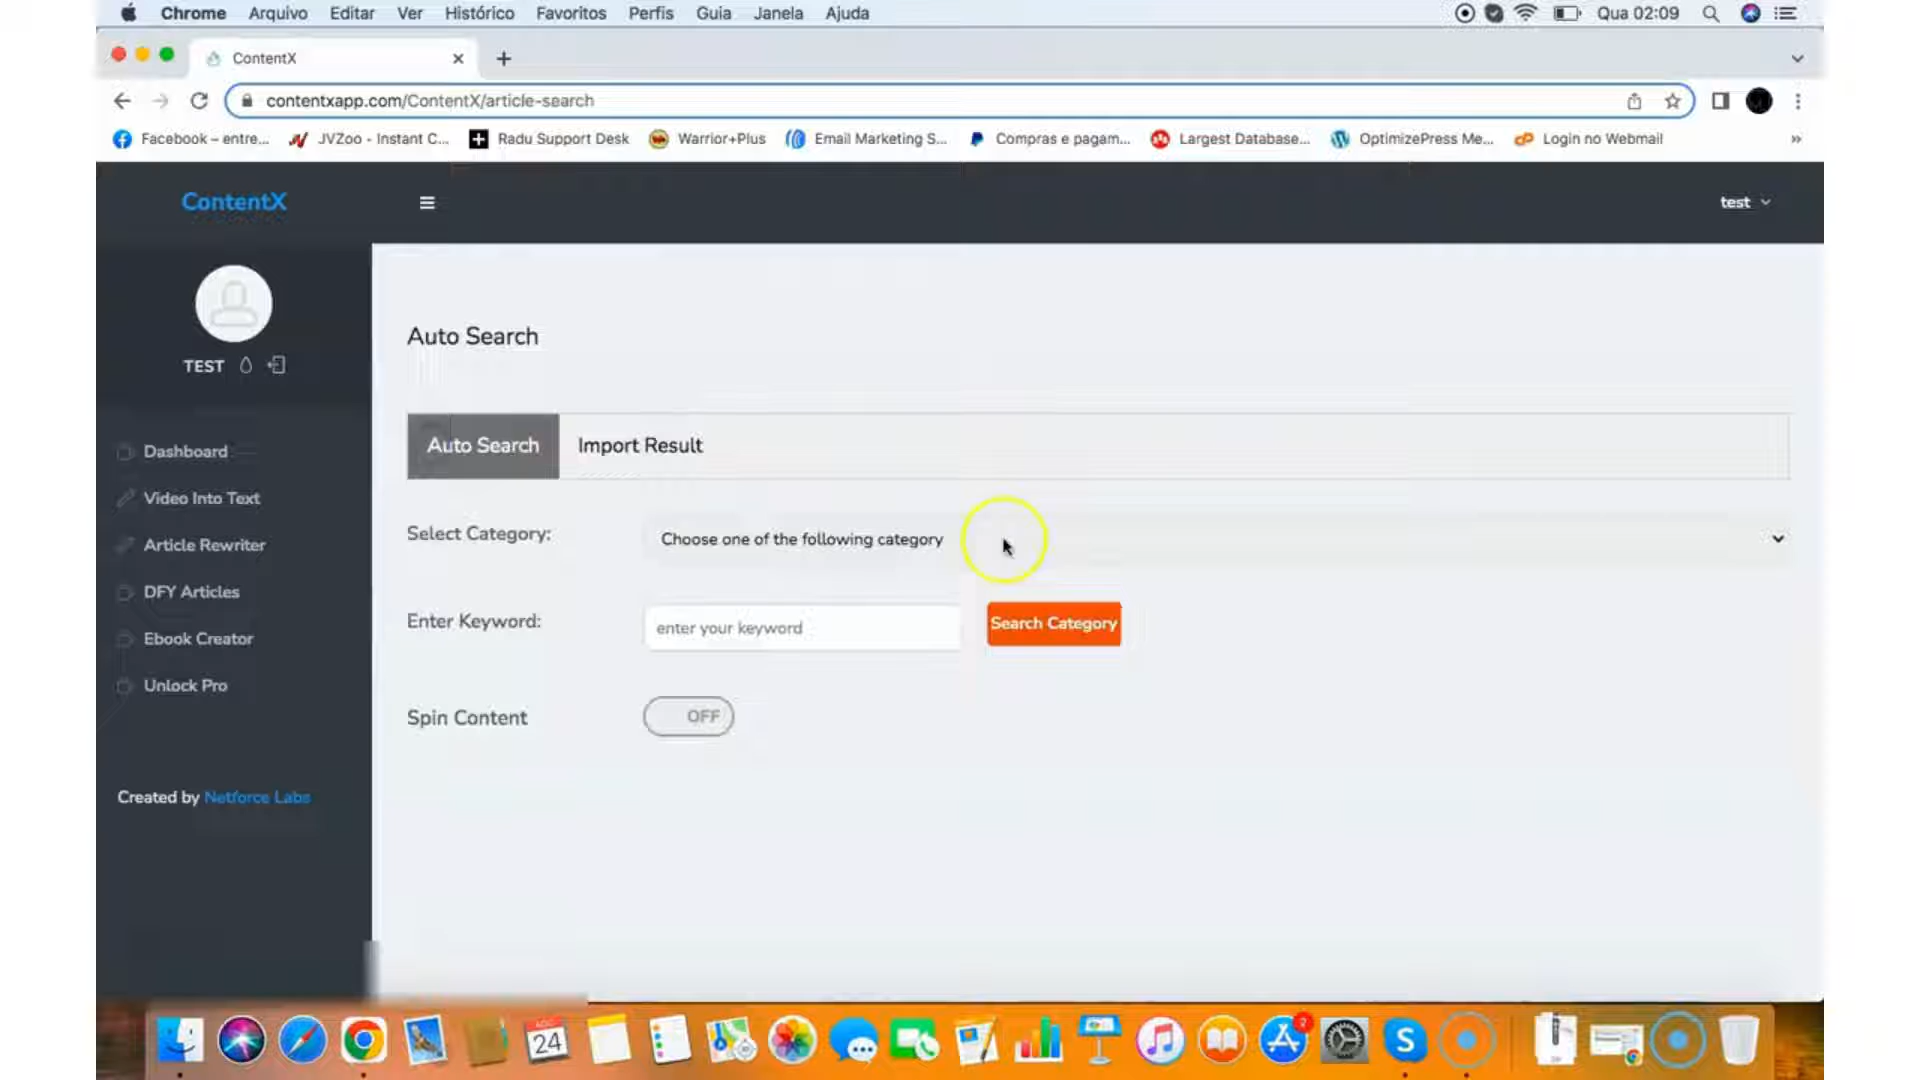 Chrome Arquivo Editar Ver Histórico Favoritos Perfis Guia Janela Ajuda Qua 02:09
ContentX
contentxapp.com/ContentX/article-search
Facebook – entre... JVZoo - Instant C... Radu Support Desk Warrior+Plus Email Marketing S... Compras e pagam... Largest Database... OptimizePress Me... Login no Webmail »
ContentX test
TEST
Dashboard
Video Into Text
Article Rewriter
DFY Articles
Ebook Creator
Unlock Pro
Created by Netforce Labs
Auto Search
Auto Search Import Result
Select Category: Choose one of the following category
Enter Keyword: enter your keyword Search Category
Spin Content OFF
24
2